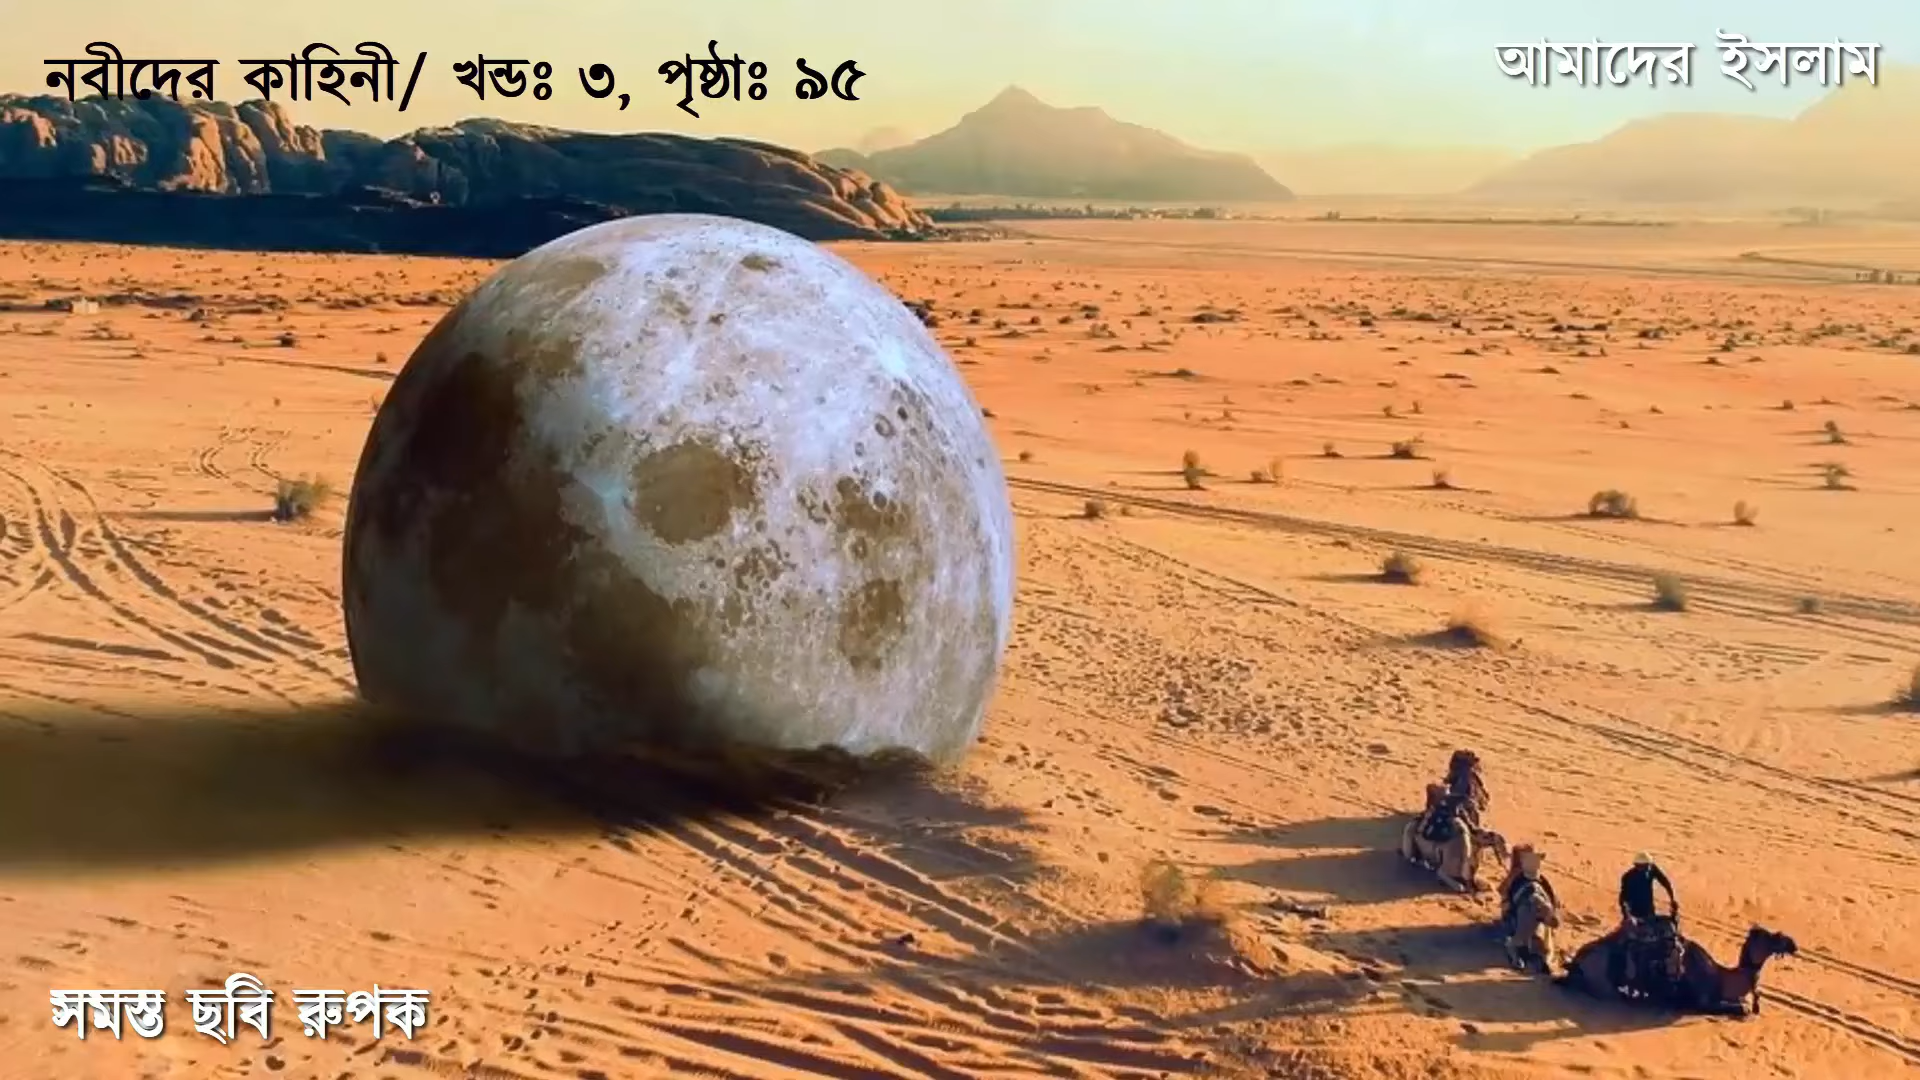 নবীদের কাহিনী/ খন্ডঃ ৩, পৃষ্ঠাঃ ৯৫
আমাদের ইসলাম
সমস্ত ছবি রুপক